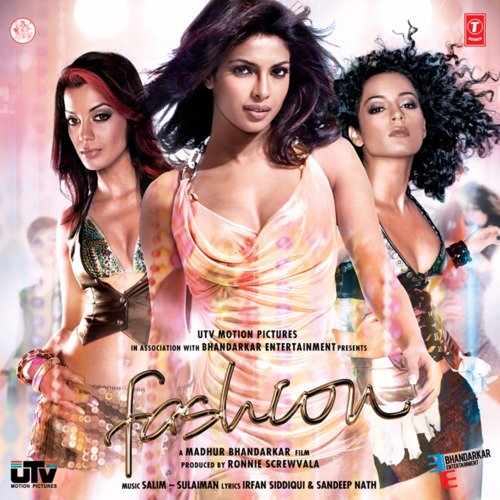 T
SERIES
UTV MOTION PICTURES
IN ASSOCIATION WITH BHANDARKAR ENTERTAINMENT PRESENTS
fashion
A MADHUR BHANDARKAR FILM
PRODUCED BY RONNIE SCREWVALA
MUSIC SALIM – SULAIMAN LYRICS IRFAN SIDDIQUI & SANDEEP NATH
UTV
MOTION PICTURES
BHANDARKAR
ENTERTAINMENT